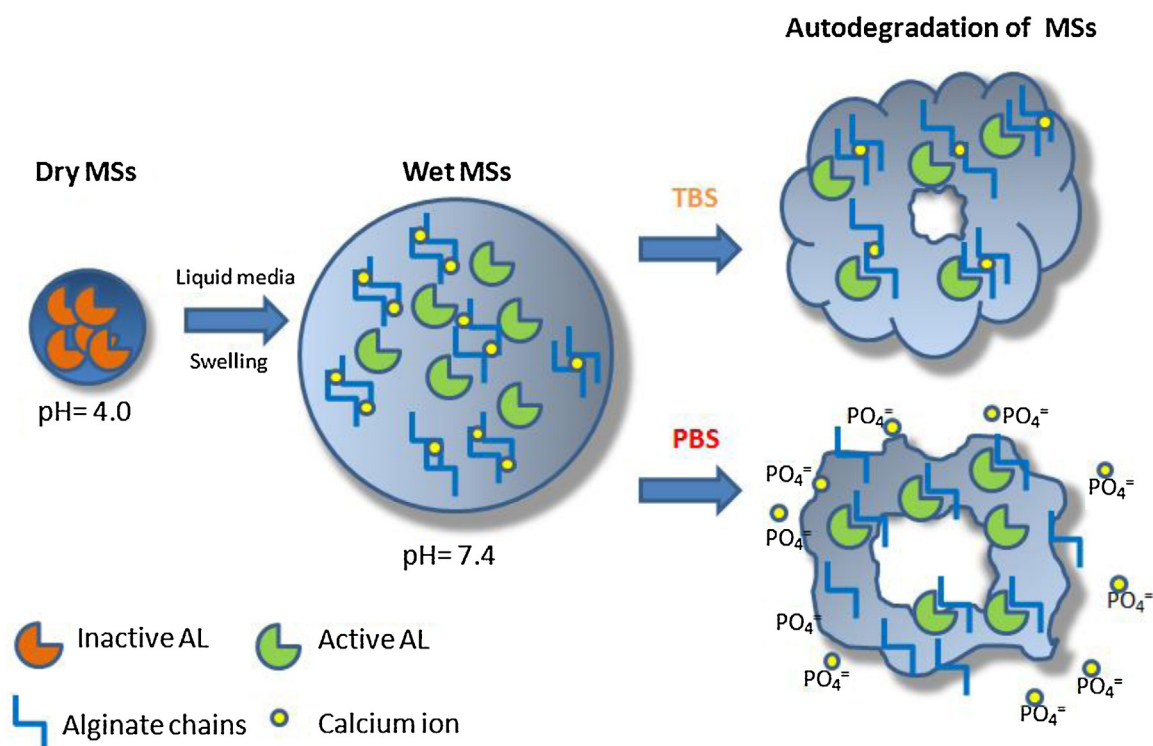 Autodegradation of MSs
Dry MSs
Wet MSs
TBS
Liquid media
Swelling
pH= 4.0
PBS
pH= 7.4
PO₄⁼
PO₄⁼
PO₄⁼
PO₄⁼
PO₄⁼
PO₄⁼
PO₄⁼
PO₄⁼
PO₄⁼
PO₄⁼
Inactive AL
Active AL
Alginate chains
Calcium ion